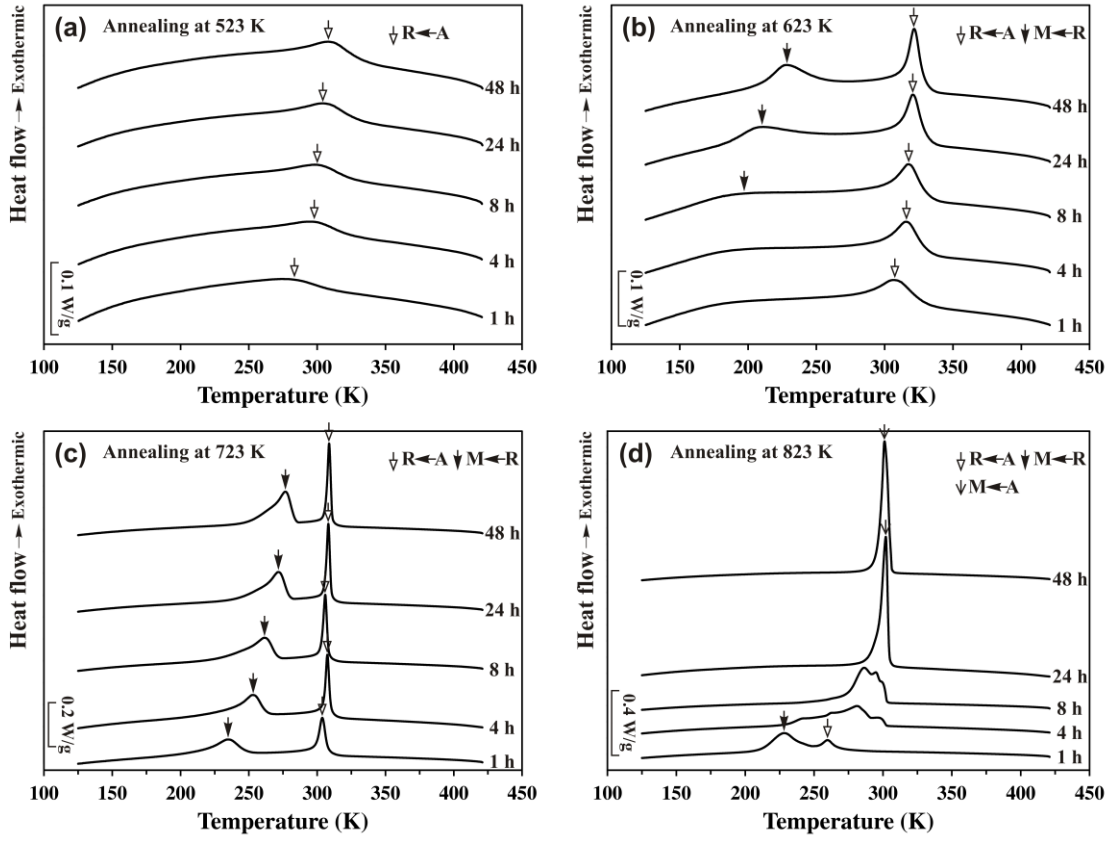 (a) Annealing at 523 K
R←A
Heat flow → Exothermic
48 h
24 h
8 h
4 h
1 h
0.1 W/g
100 150 200 250 300 350 400 450
Temperature (K)
(b) Annealing at 623 K
R←A M←R
Heat flow → Exothermic
48 h
24 h
8 h
4 h
1 h
0.1 W/g
100 150 200 250 300 350 400 450
Temperature (K)
(c) Annealing at 723 K
R←A M←R
Heat flow → Exothermic
48 h
24 h
8 h
4 h
1 h
0.2 W/g
100 150 200 250 300 350 400 450
Temperature (K)
(d) Annealing at 823 K
R←A M←R
M←A
Heat flow → Exothermic
48 h
24 h
8 h
4 h
1 h
0.4 W/g
100 150 200 250 300 350 400 450
Temperature (K)